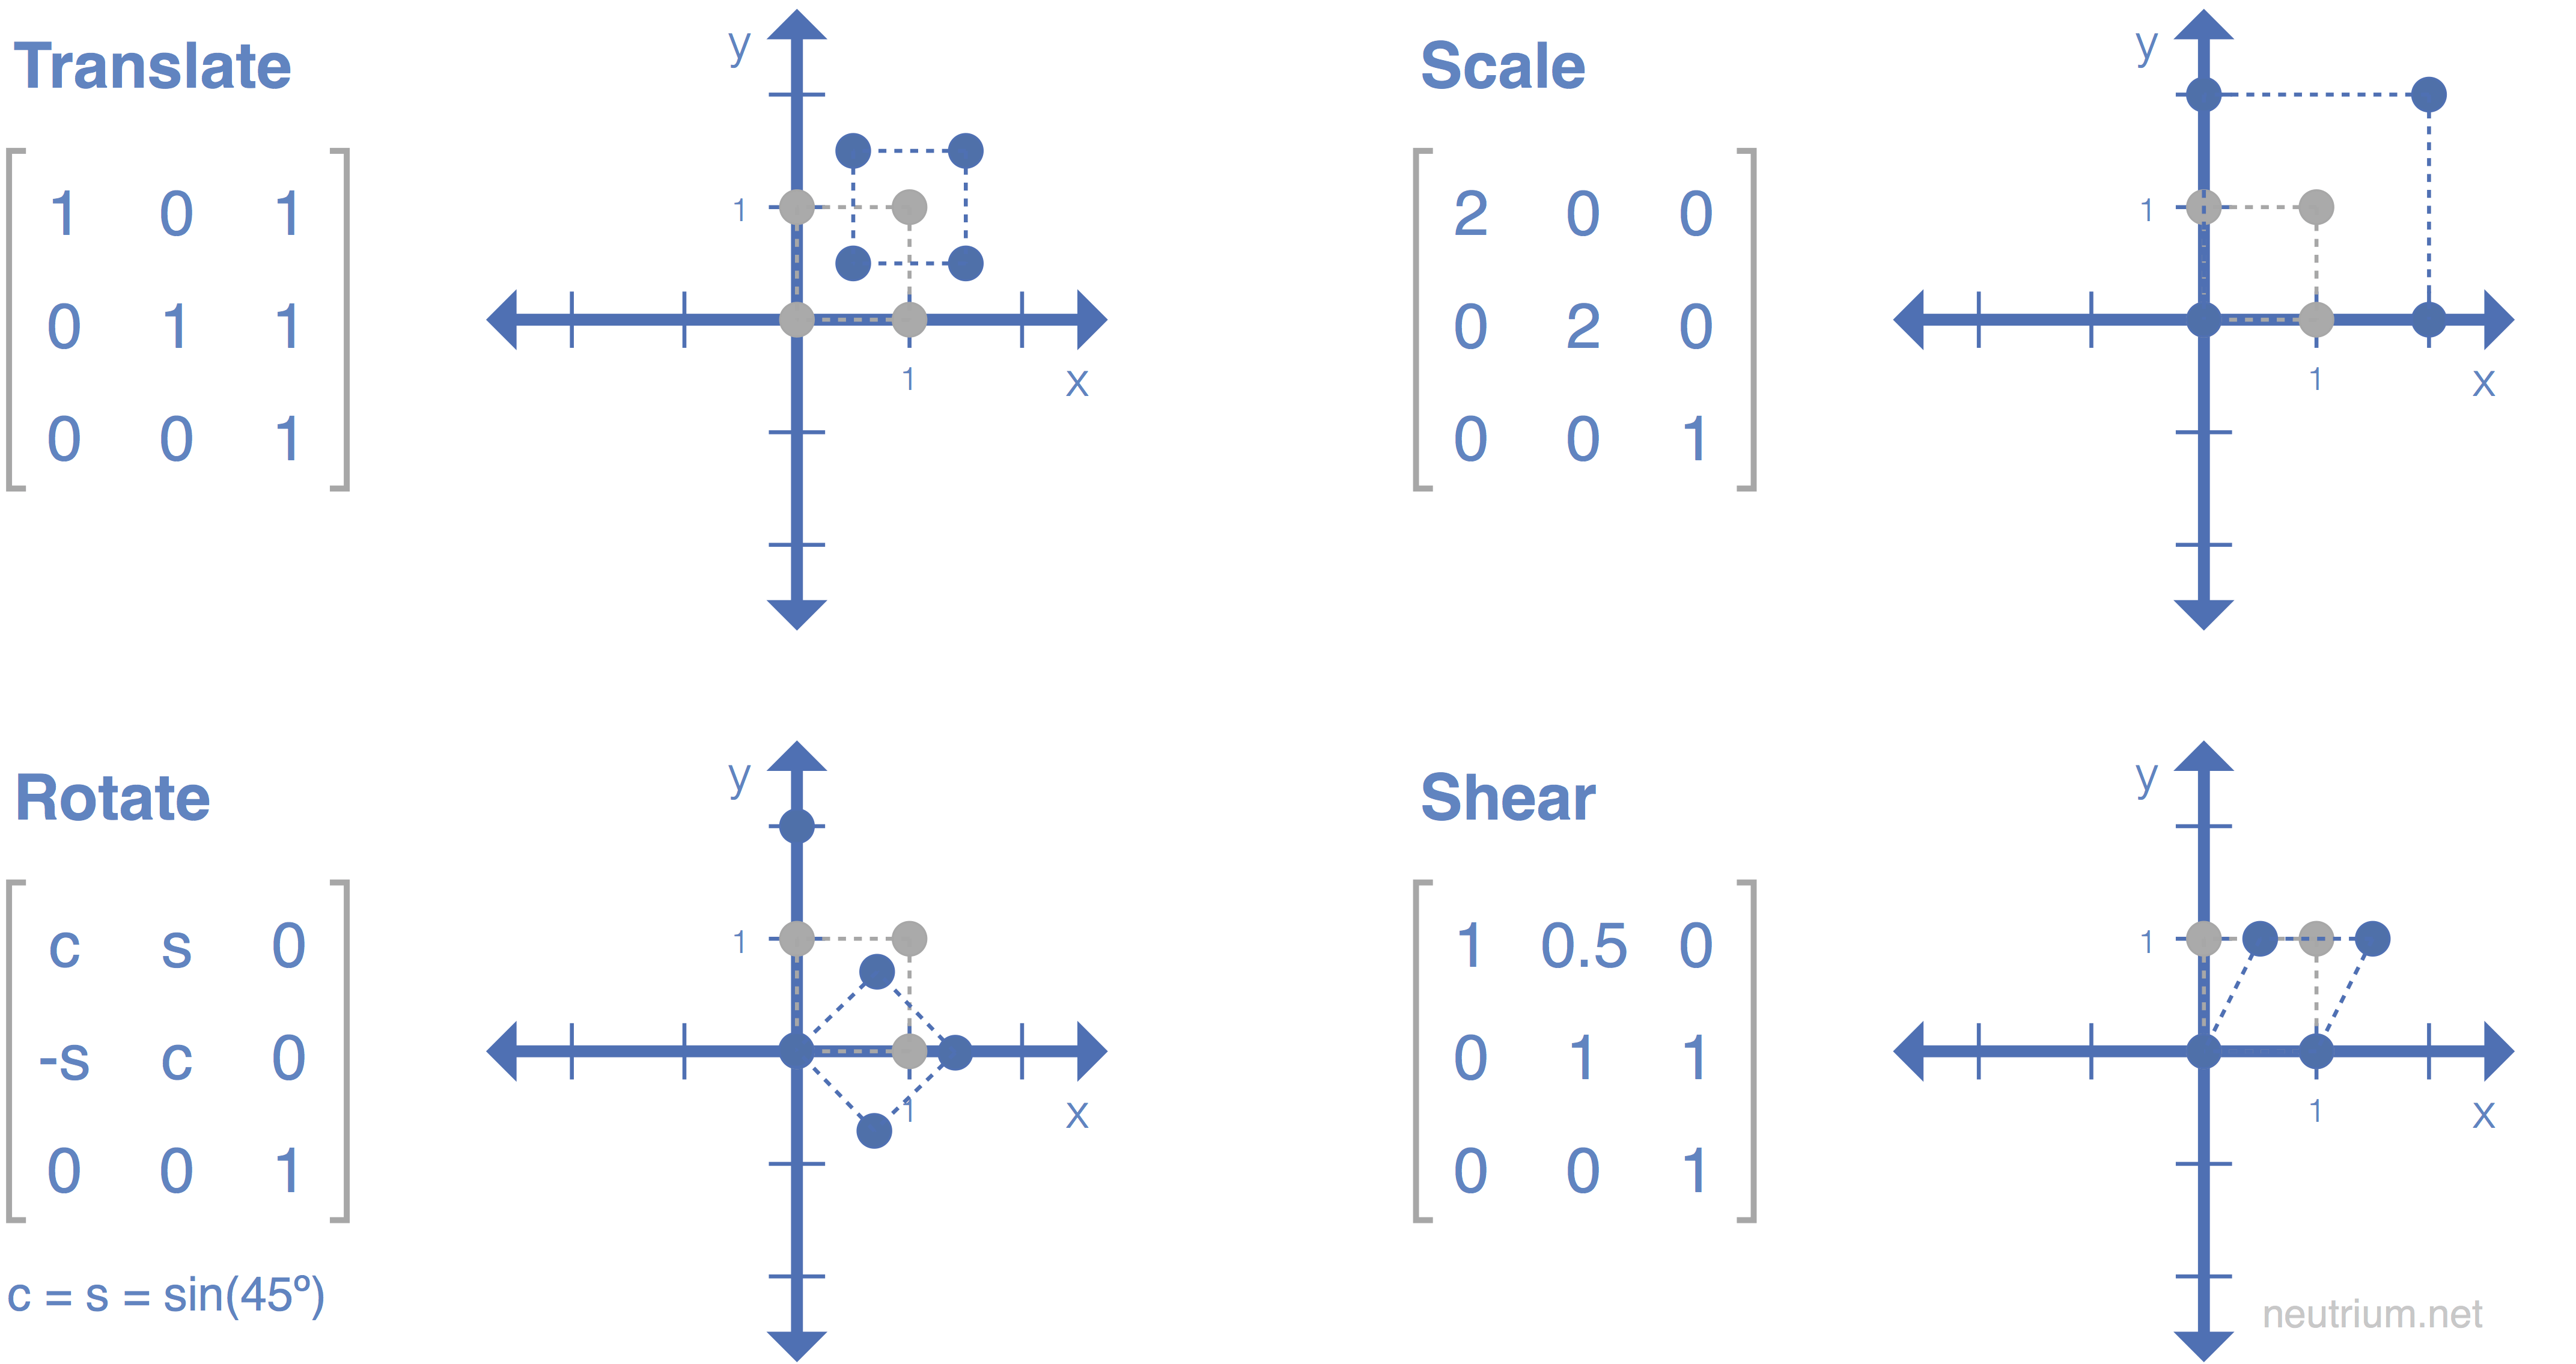 Translate
1 0 1
0 1 1
0 0 1
y
1
1
x
Scale
2 0 0
0 2 0
0 0 1
y
1
1
x
Rotate
c s 0
-s c 0
0 0 1
c = s = sin(45º)
y
1
1
x
Shear
1 0.5 0
0 1 1
0 0 1
y
1
1
x
neutrium.net